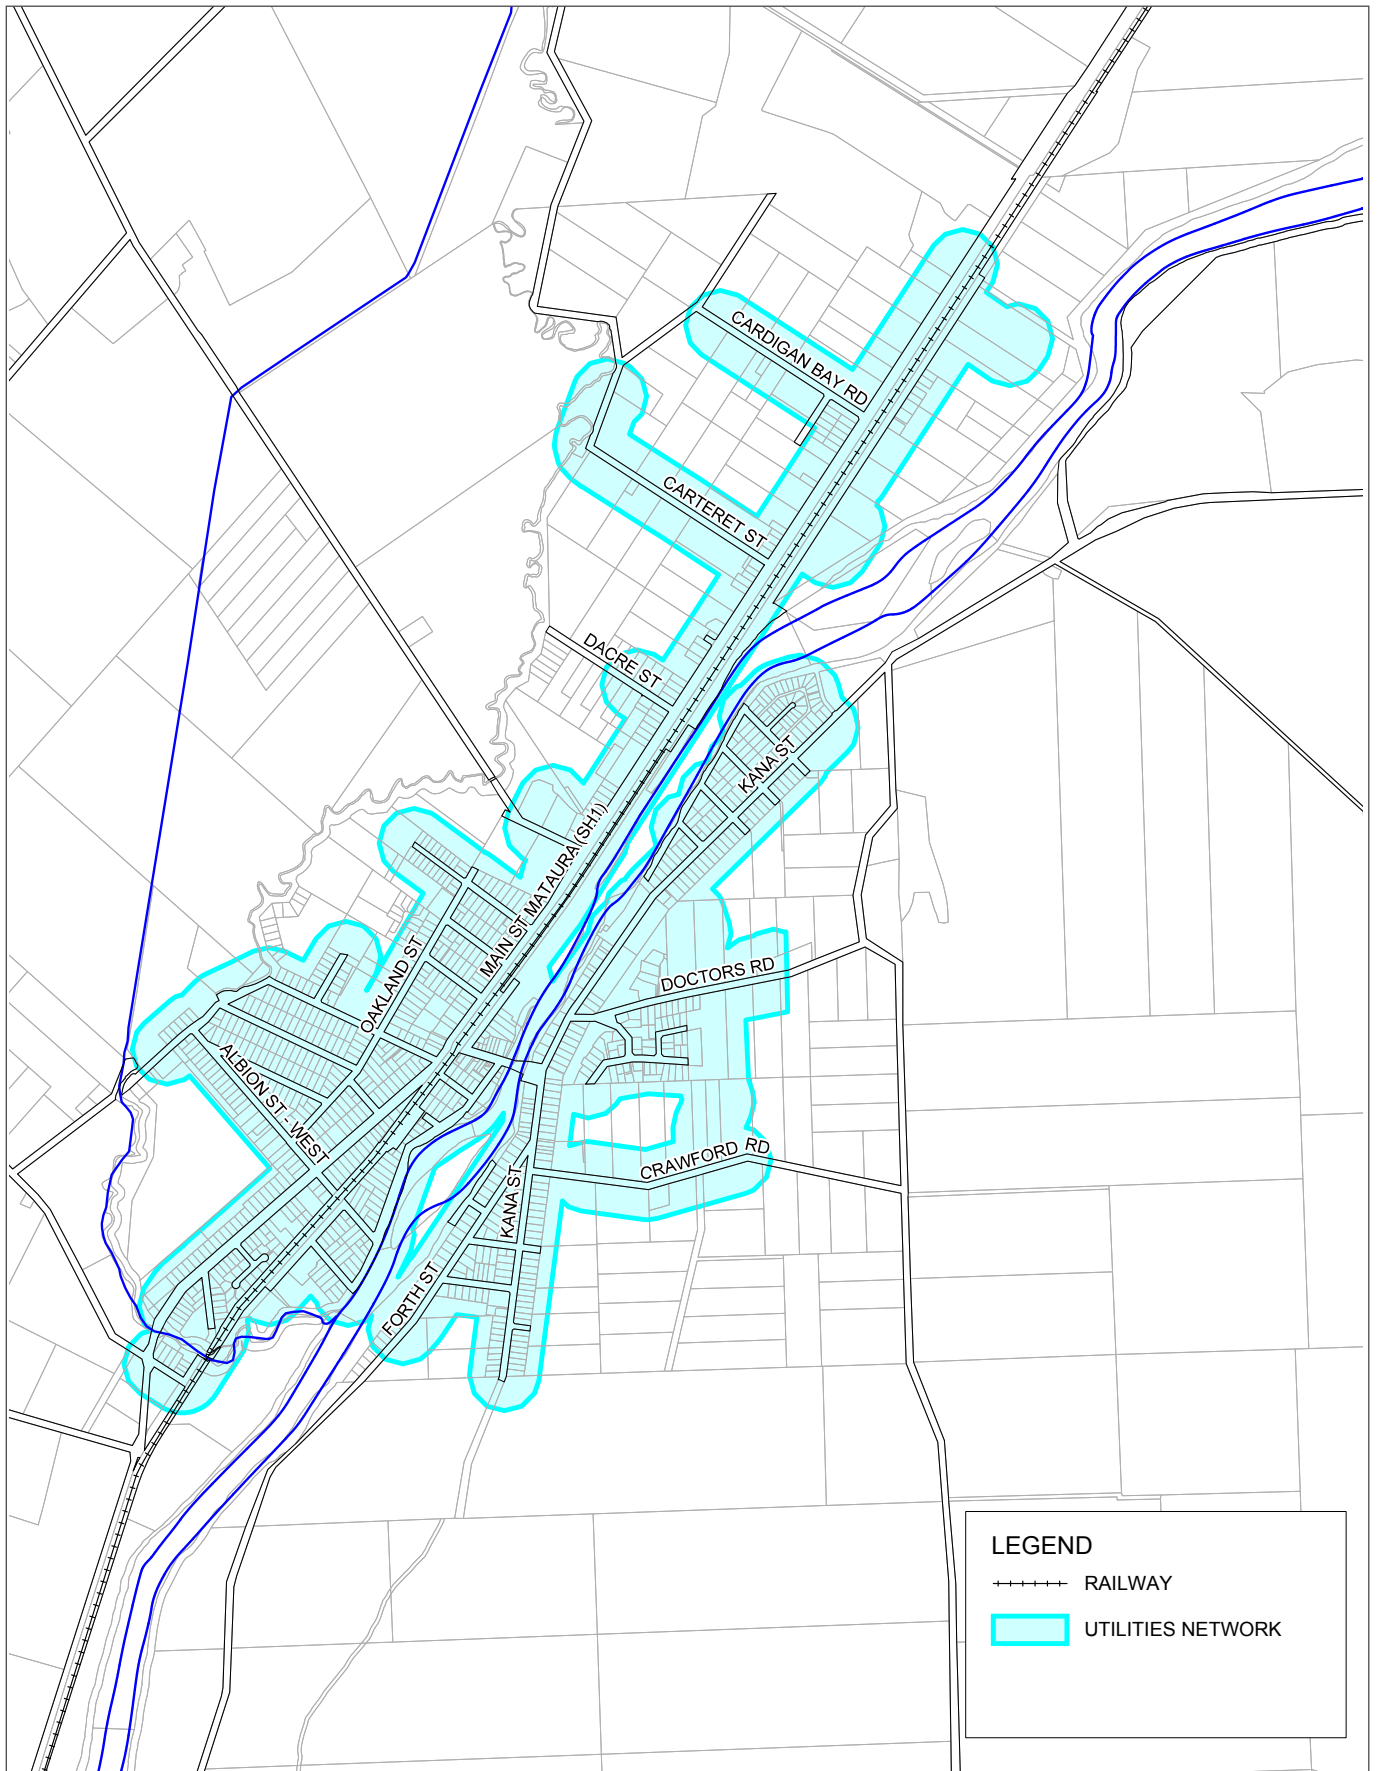 CARDIGAN BAY RD
CARTERET ST
DACRE ST
KANA ST
MAIN ST MATAURA (SH1)
OAKLAND ST
DOCTORS RD
ALBION ST - WEST
CRAWFORD RD
KANA ST
FORTH ST
LEGEND
RAILWAY
UTILITIES NETWORK